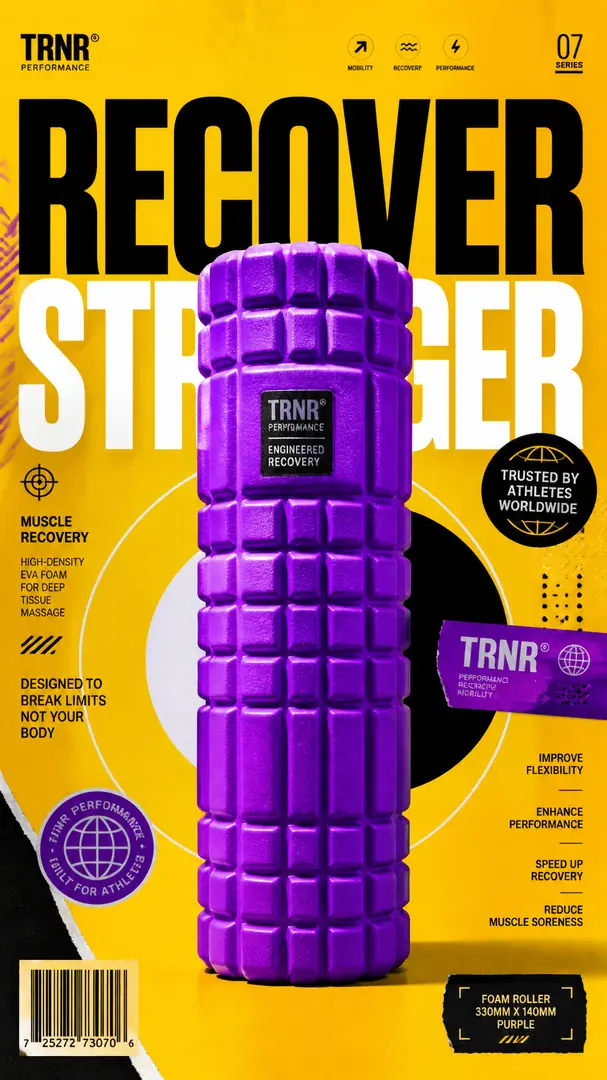 TRNR®
PERFORMANCE
MOBILITY
RECOVERY
PERFORMANCE
07
SERIES
RECOVER
STR GER
TRNR®
PERFORMANCE
ENGINEERED
RECOVERY
TRUSTED BY
ATHLETES
WORLDWIDE
MUSCLE
RECOVERY
HIGH-DENSITY
EVA FOAM
FOR DEEP
TISSUE
MASSAGE
DESIGNED TO
BREAK LIMITS
NOT YOUR
BODY
TRNR®
IMPROVE
FLEXIBILITY
ENHANCE
PERFORMANCE
SPEED UP
RECOVERY
REDUCE
MUSCLE SORENESS
FOR ATHLETES
FOAM ROLLER
330MM X 140MM
PURPLE
7 25272 73070 6